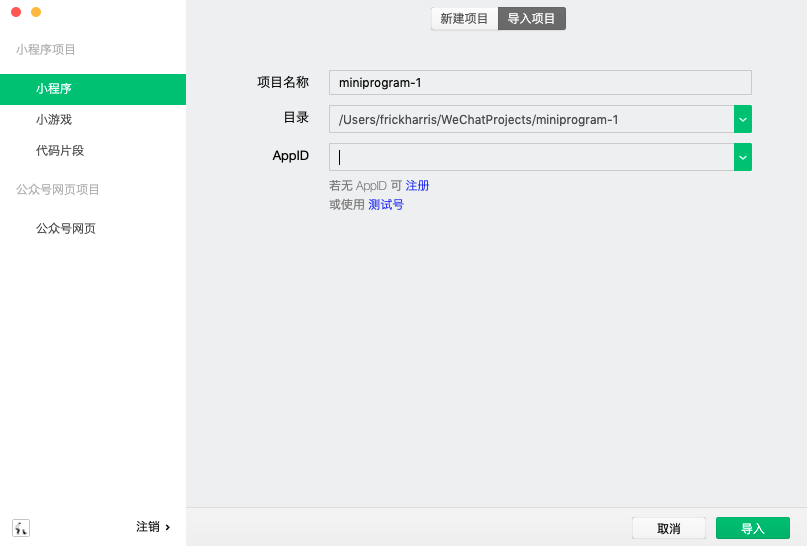 新建项目 导入项目
小程序项目
小程序
小游戏
代码片段
公众号网页项目
公众号网页
注销 ›
项目名称 miniprogram-1
目录 /Users/frickharris/WeChatProjects/miniprogram-1
AppID
若无 AppID 可 注册
或使用 测试号
取消 导入